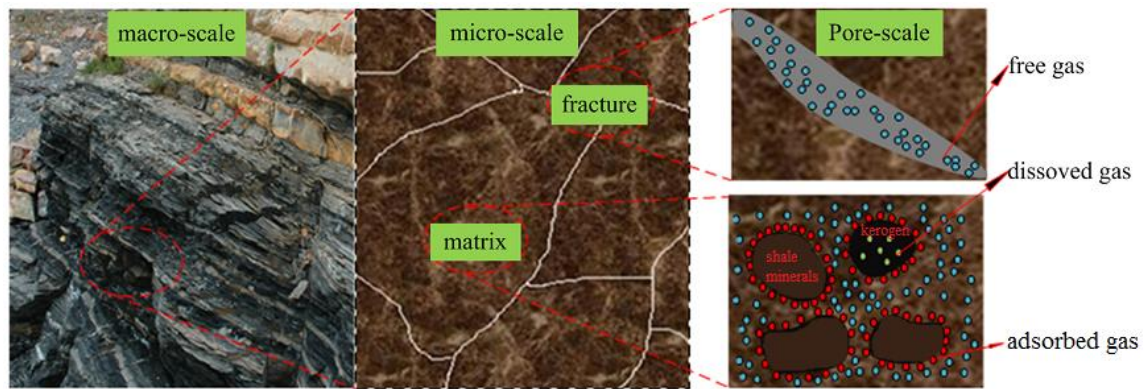 macro-scale
micro-scale
Pore-scale
fracture
free gas
dissoved gas
matrix
kerogen
shale
minerals
adsorbed gas